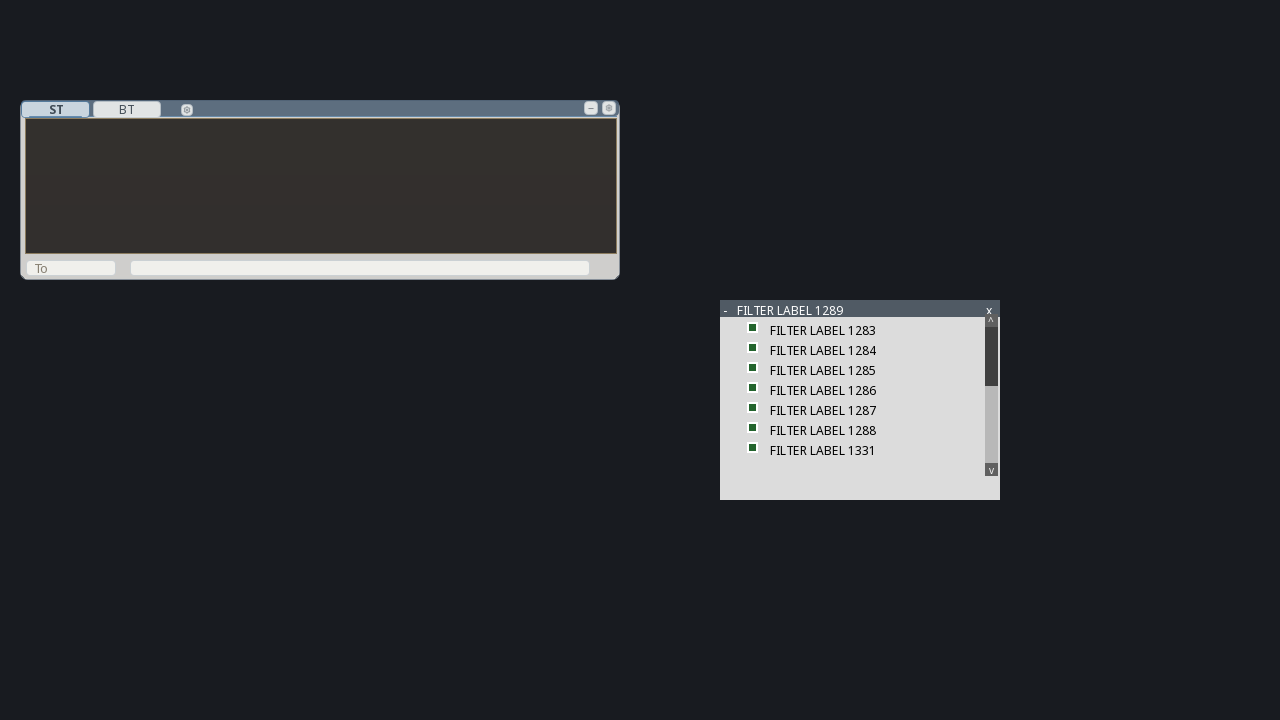 ST BT
To
- FILTER LABEL 1289 x
FILTER LABEL 1283
FILTER LABEL 1284
FILTER LABEL 1285
FILTER LABEL 1286
FILTER LABEL 1287
FILTER LABEL 1288
FILTER LABEL 1331